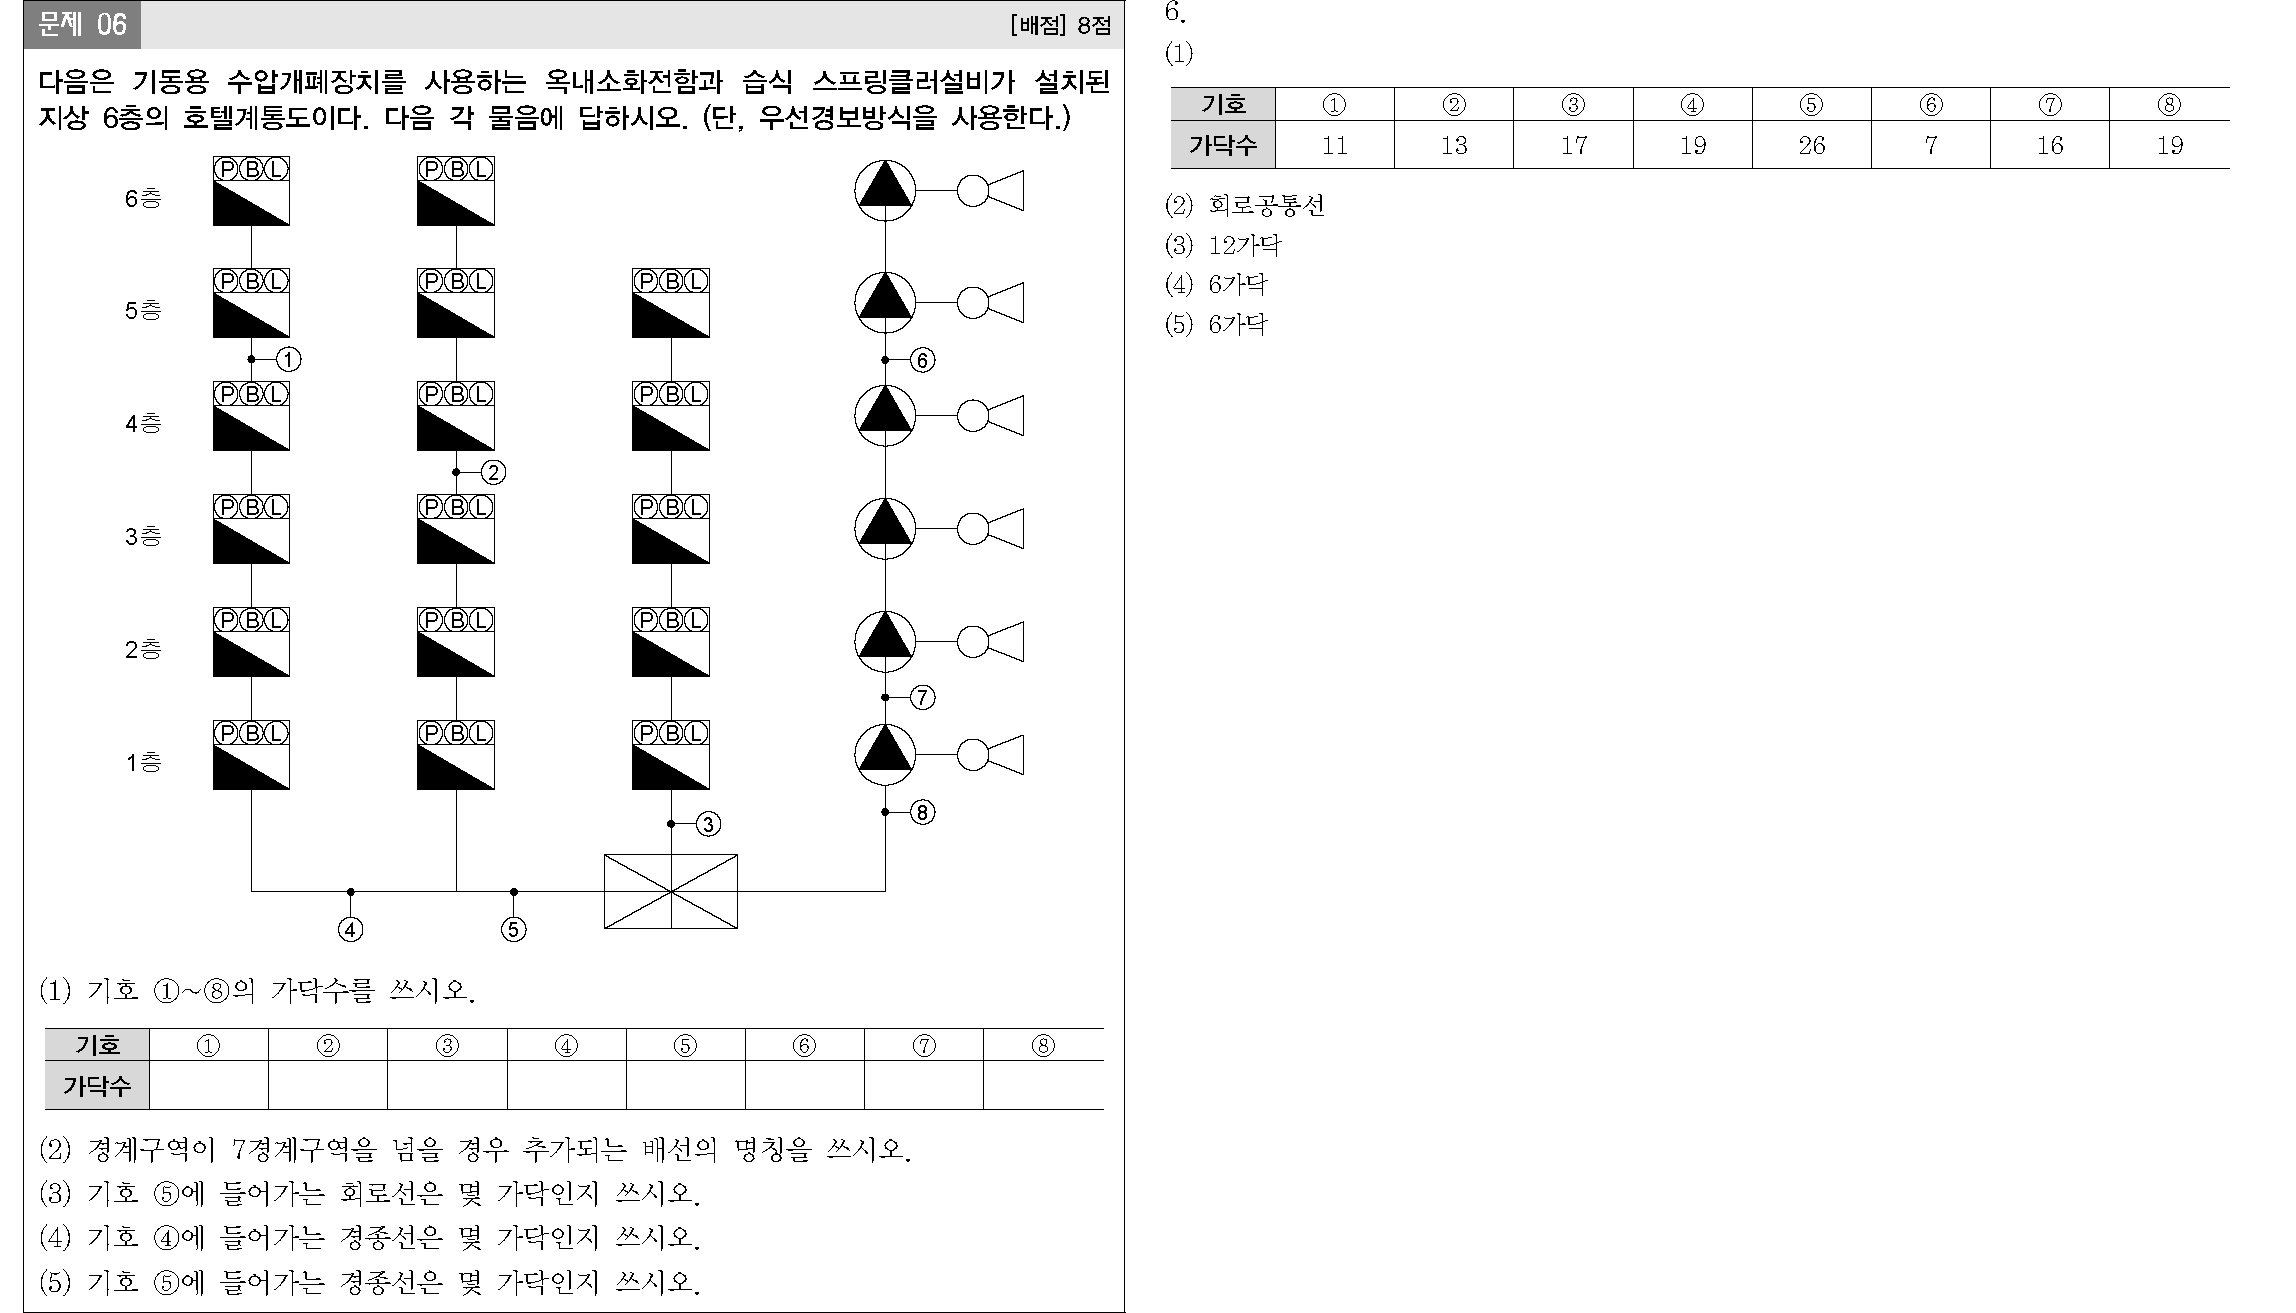 문제 06 [배점] 8점
다음은 기동용 수압개폐장치를 사용하는 옥내소화전함과 습식 스프링클러설비가 설치된
지상 6층의 호텔계통도이다. 다음 각 물음에 답하시오. (단, 우선경보방식을 사용한다.)
6층 ⓅⒷⓁ ⓅⒷⓁ
5층 ⓅⒷⓁ ⓅⒷⓁ ⓅⒷⓁ
① ⑥
4층 ⓅⒷⓁ ⓅⒷⓁ ⓅⒷⓁ
②
3층 ⓅⒷⓁ ⓅⒷⓁ ⓅⒷⓁ
2층 ⓅⒷⓁ ⓅⒷⓁ ⓅⒷⓁ
⑦
1층 ⓅⒷⓁ ⓅⒷⓁ ⓅⒷⓁ
③ ⑧
④ ⑤
(1) 기호 ①~⑧의 가닥수를 쓰시오.
기호 ① ② ③ ④ ⑤ ⑥ ⑦ ⑧
가닥수
(2) 경계구역이 7경계구역을 넘을 경우 추가되는 배선의 명칭을 쓰시오.
(3) 기호 ⑤에 들어가는 회로선은 몇 가닥인지 쓰시오.
(4) 기호 ④에 들어가는 경종선은 몇 가닥인지 쓰시오.
(5) 기호 ⑤에 들어가는 경종선은 몇 가닥인지 쓰시오.
6.
(1)
기호 ① ② ③ ④ ⑤ ⑥ ⑦ ⑧
가닥수 11 13 17 19 26 7 16 19
(2) 회로공통선
(3) 12가닥
(4) 6가닥
(5) 6가닥